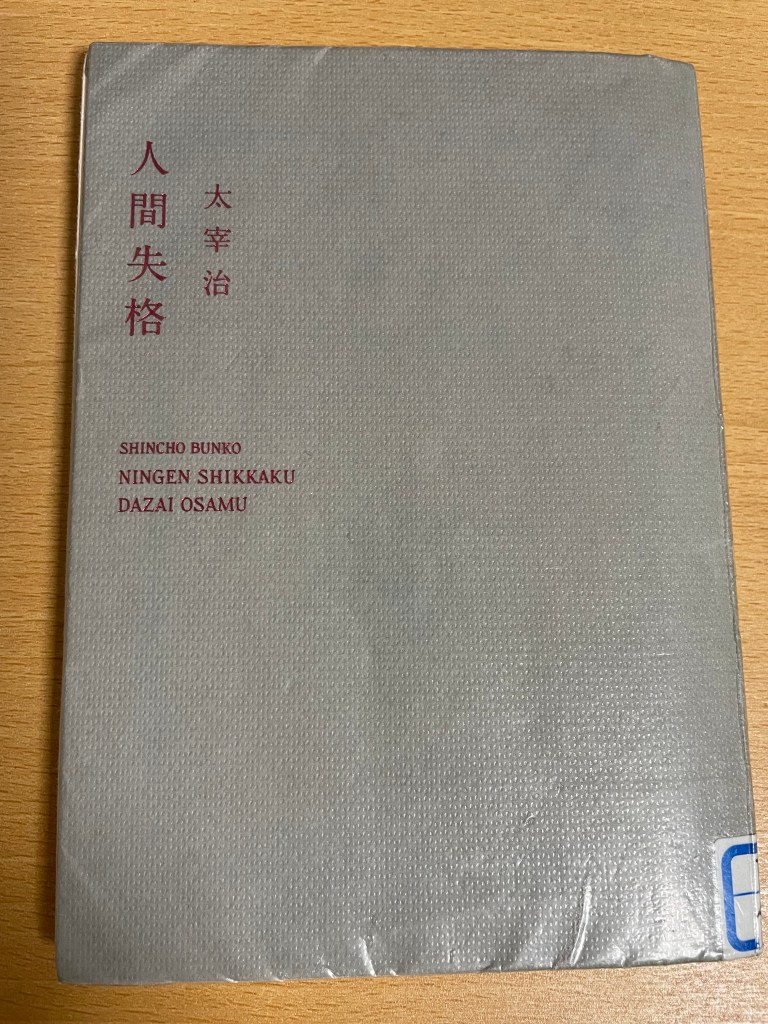 人間失格
太宰治
SHINCHO BUNKO
NINGEN SHIKKAKU
DAZAI OSAMU